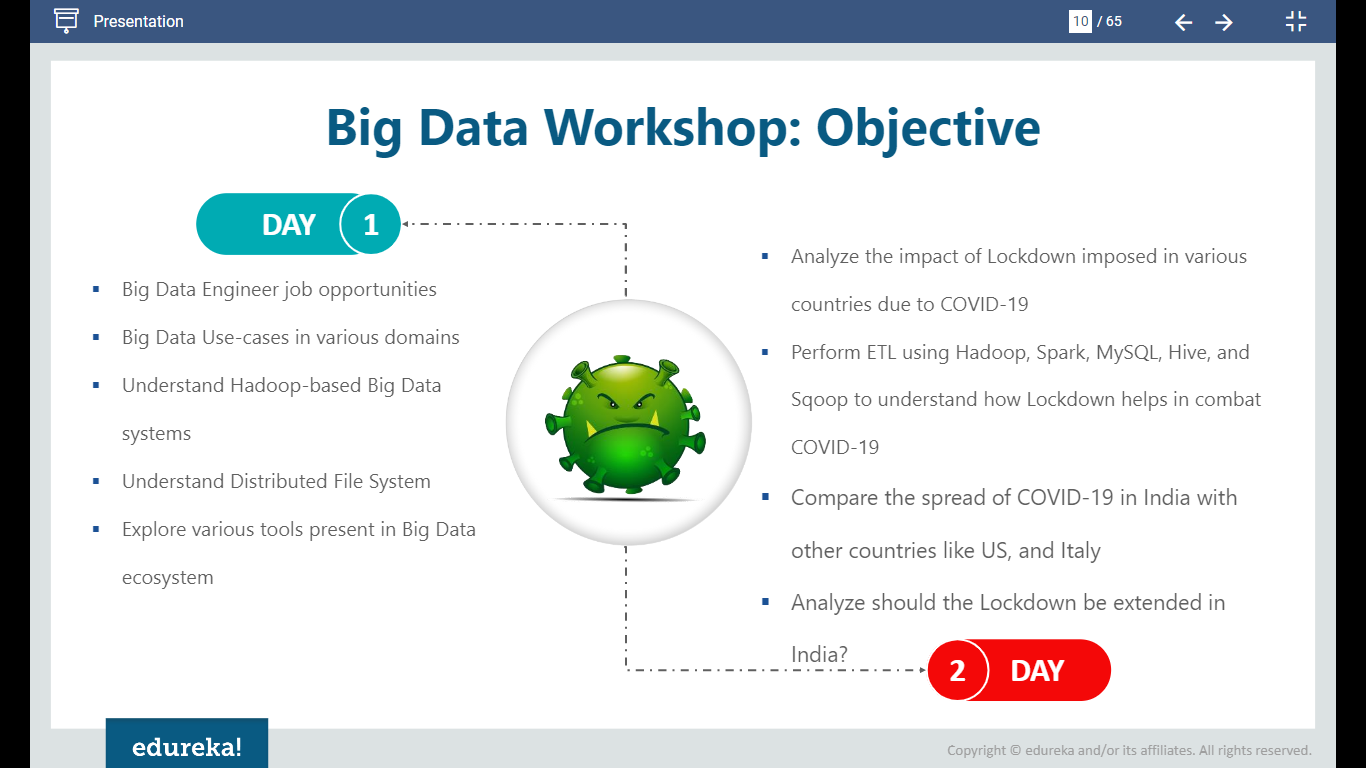 Presentation
10 / 65
Big Data Workshop: Objective
DAY 1
▪ Big Data Engineer job opportunities
▪ Big Data Use-cases in various domains
▪ Understand Hadoop-based Big Data
systems
▪ Understand Distributed File System
▪ Explore various tools present in Big Data
ecosystem
▪ Analyze the impact of Lockdown imposed in various
countries due to COVID-19
▪ Perform ETL using Hadoop, Spark, MySQL, Hive, and
Sqoop to understand how Lockdown helps in combat
COVID-19
▪ Compare the spread of COVID-19 in India with
other countries like US, and Italy
▪ Analyze should the Lockdown be extended in
India?
2 DAY
edureka!
Copyright © edureka and/or its affiliates. All rights reserved.